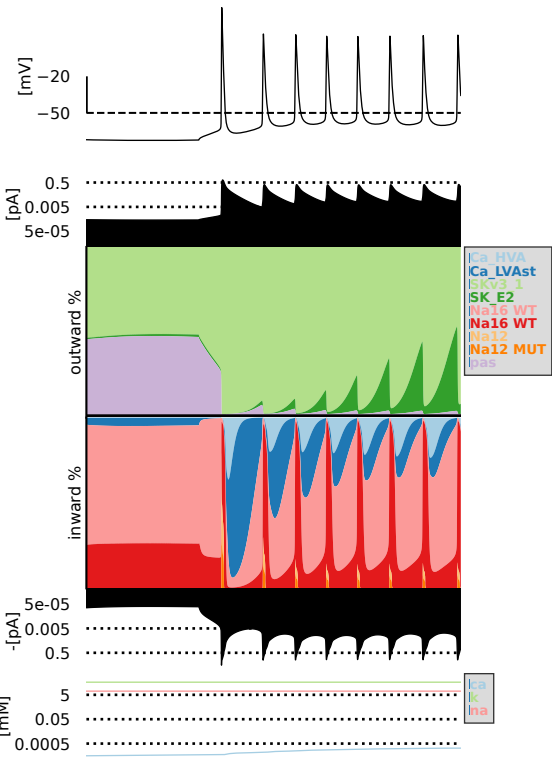 [mV]
−20
−50
[pA]
0.5
0.005
5e-05
outward %
Ca_HVA
Ca_LVAst
SKv3_1
SK_E2
Na16 WT
Na16 WT
Na12
Na12 MUT
pas
inward %
-[pA]
5e-05
0.005
0.5
[mM]
5
0.05
0.0005
ca
k
na